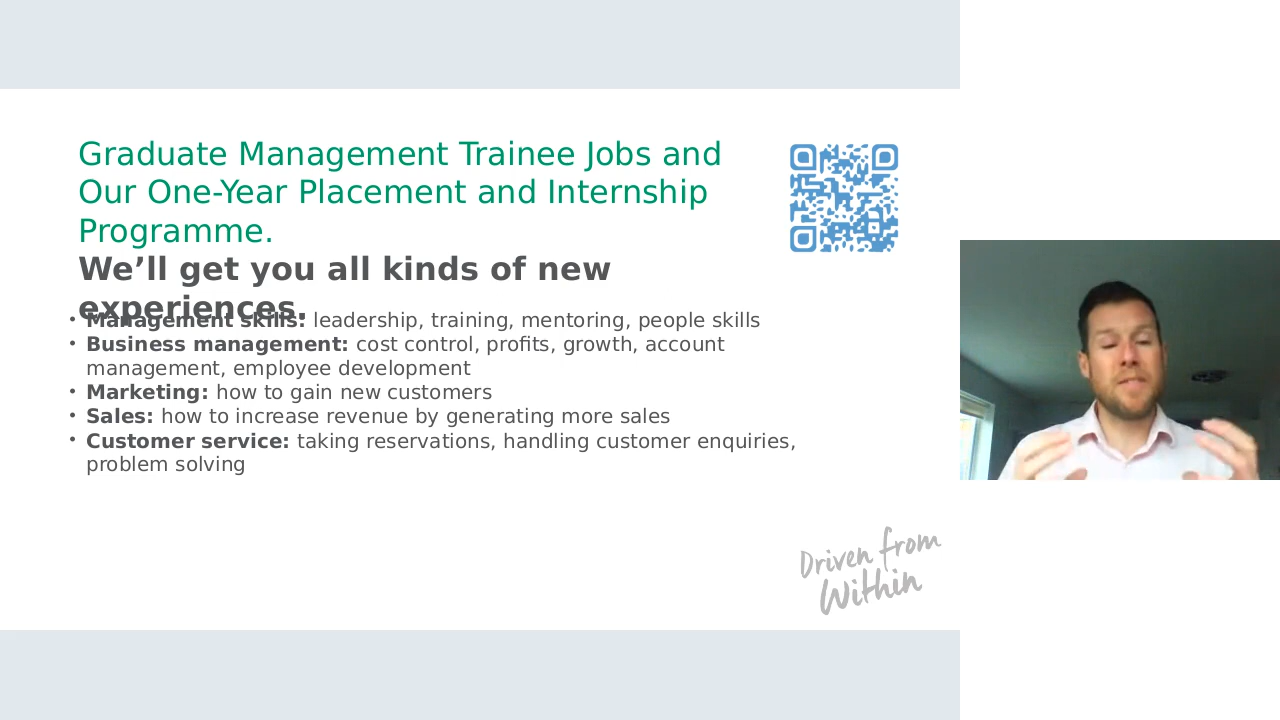 Graduate Management Trainee Jobs and
Our One-Year Placement and Internship
Programme.
We’ll get you all kinds of new
experiences.
• Management skills: leadership, training, mentoring, people skills
• Business management: cost control, profits, growth, account
management, employee development
• Marketing: how to gain new customers
• Sales: how to increase revenue by generating more sales
• Customer service: taking reservations, handling customer enquiries,
problem solving
Driven from
Within